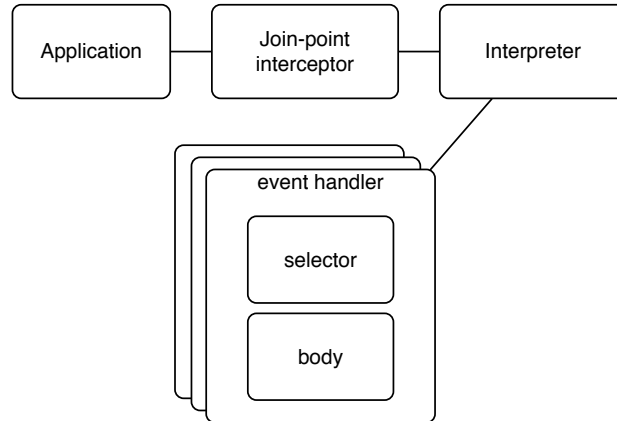 Application
Join-point
interceptor
Interpreter
event handler
selector
body